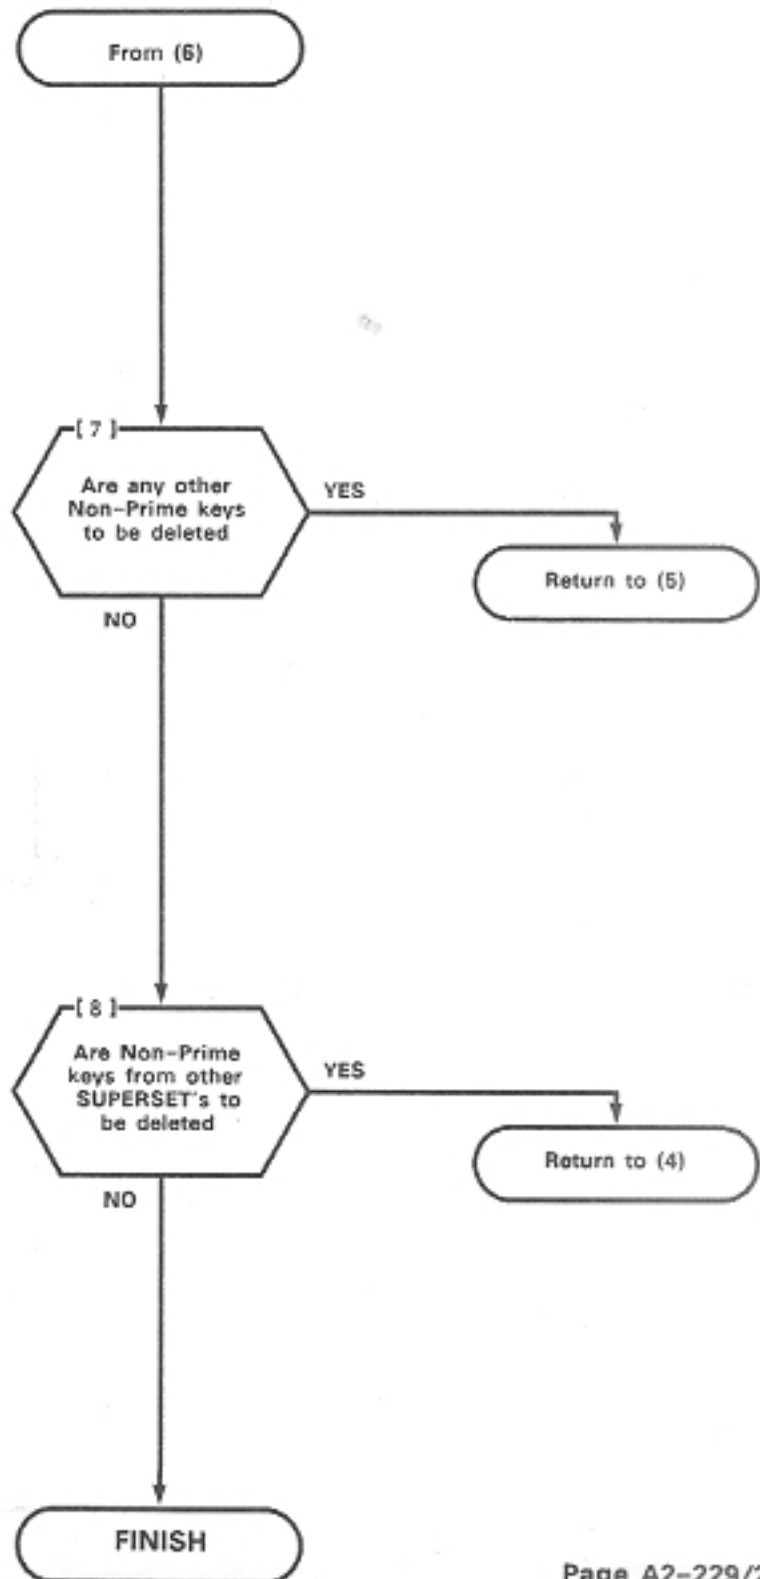 From (6)
[ 7 ]
Are any other
Non-Prime keys
to be deleted
YES
Return to (5)
NO
[ 8 ]
Are Non-Prime
keys from other
SUPERSET's to
be deleted
YES
Return to (4)
NO
FINISH
Page A2-229/2